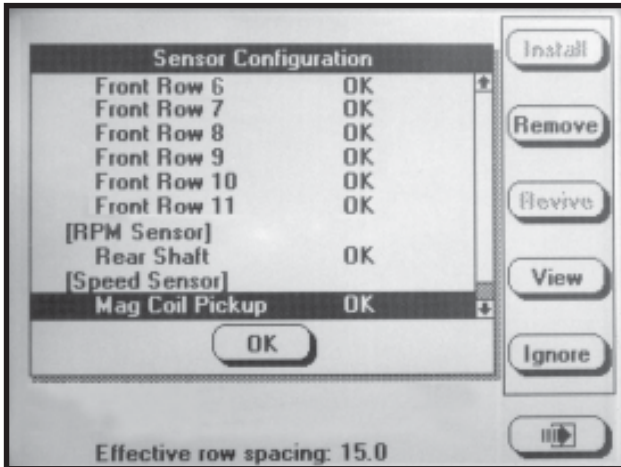 Sensor Configuration
Front Row 6 OK
Front Row 7 OK
Front Row 8 OK
Front Row 9 OK
Front Row 10 OK
Front Row 11 OK
[RPM Sensor]
Rear Shaft OK
[Speed Sensor]
Mag Coil Pickup OK
OK
Effective row spacing: 15.0
Install
Remove
Revive
View
Ignore